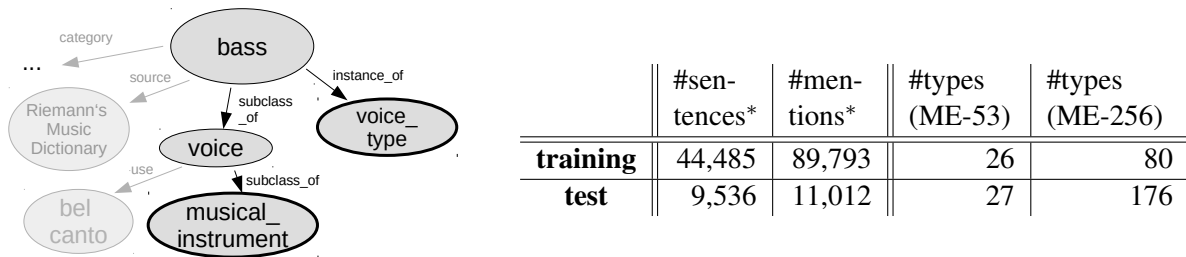 category
bass
...
source
instance_of
Riemann's
Music
Dictionary
subclass
_of
voice_
type
voice
use
subclass_of
bel
canto
musical_
instrument
#sen- #men- #types #types
tences* tions* (ME-53) (ME-256)
training 44,485 89,793 26 80
test 9,536 11,012 27 176